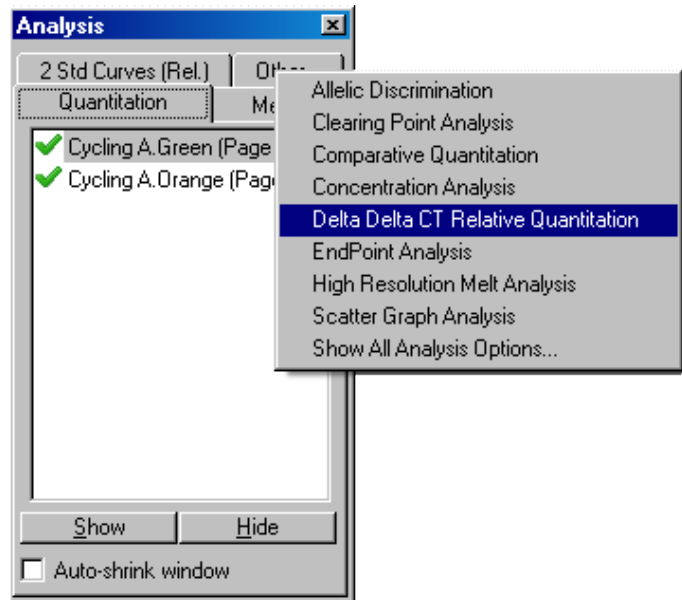 Analysis
2 Std Curves (Rel.)
Quantitation
Cycling A.Green (Page
Cycling A.Orange (Pag
Allelic Discrimination
Clearing Point Analysis
Comparative Quantitation
Concentration Analysis
Delta Delta CT Relative Quantitation
EndPoint Analysis
High Resolution Melt Analysis
Scatter Graph Analysis
Show All Analysis Options...
Show Hide
Auto-shrink window